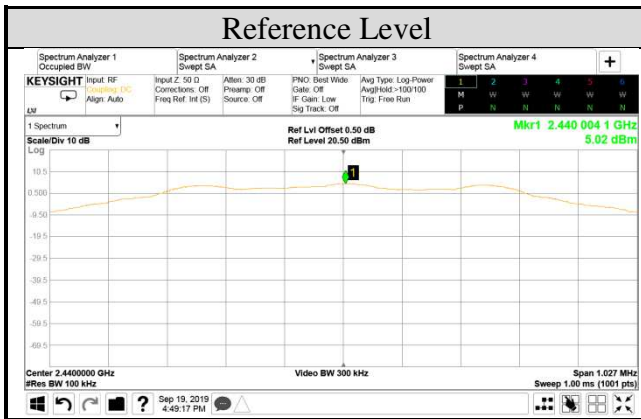 Reference Level
Spectrum Analyzer 1
Occupied BW
Spectrum Analyzer 2
Swept SA
Spectrum Analyzer 3
Swept SA
Spectrum Analyzer 4
Swept SA
+
KEYSIGHT
Input: RF
Coupling: DC
Align: Auto
Input Z: 50 Ω
Corrections: Off
Freq Ref: Int (S)
Atten: 30 dB
Preamp: Off
Source: Off
PNO: Best Wide
Gate: Off
IF Gain: Low
Sig Track: Off
Avg Type: Log-Power
Avg|Hold:>100/100
Trig: Free Run
1 2 3 4 5 6
M W W W W W
P N N N N N
LXI
1 Spectrum
Scale/Div 10 dB
Ref Lvl Offset 0.50 dB
Ref Level 20.50 dBm
Mkr1 2.440 004 1 GHz
5.02 dBm
Log
1
10.5
0.500
-9.50
-19.5
-29.5
-39.5
-49.5
-59.5
-69.5
Center 2.4400000 GHz
#Res BW 100 kHz
Video BW 300 kHz
Span 1.027 MHz
Sweep 1.00 ms (1001 pts)
?
Sep 19, 2019
4:49:17 PM